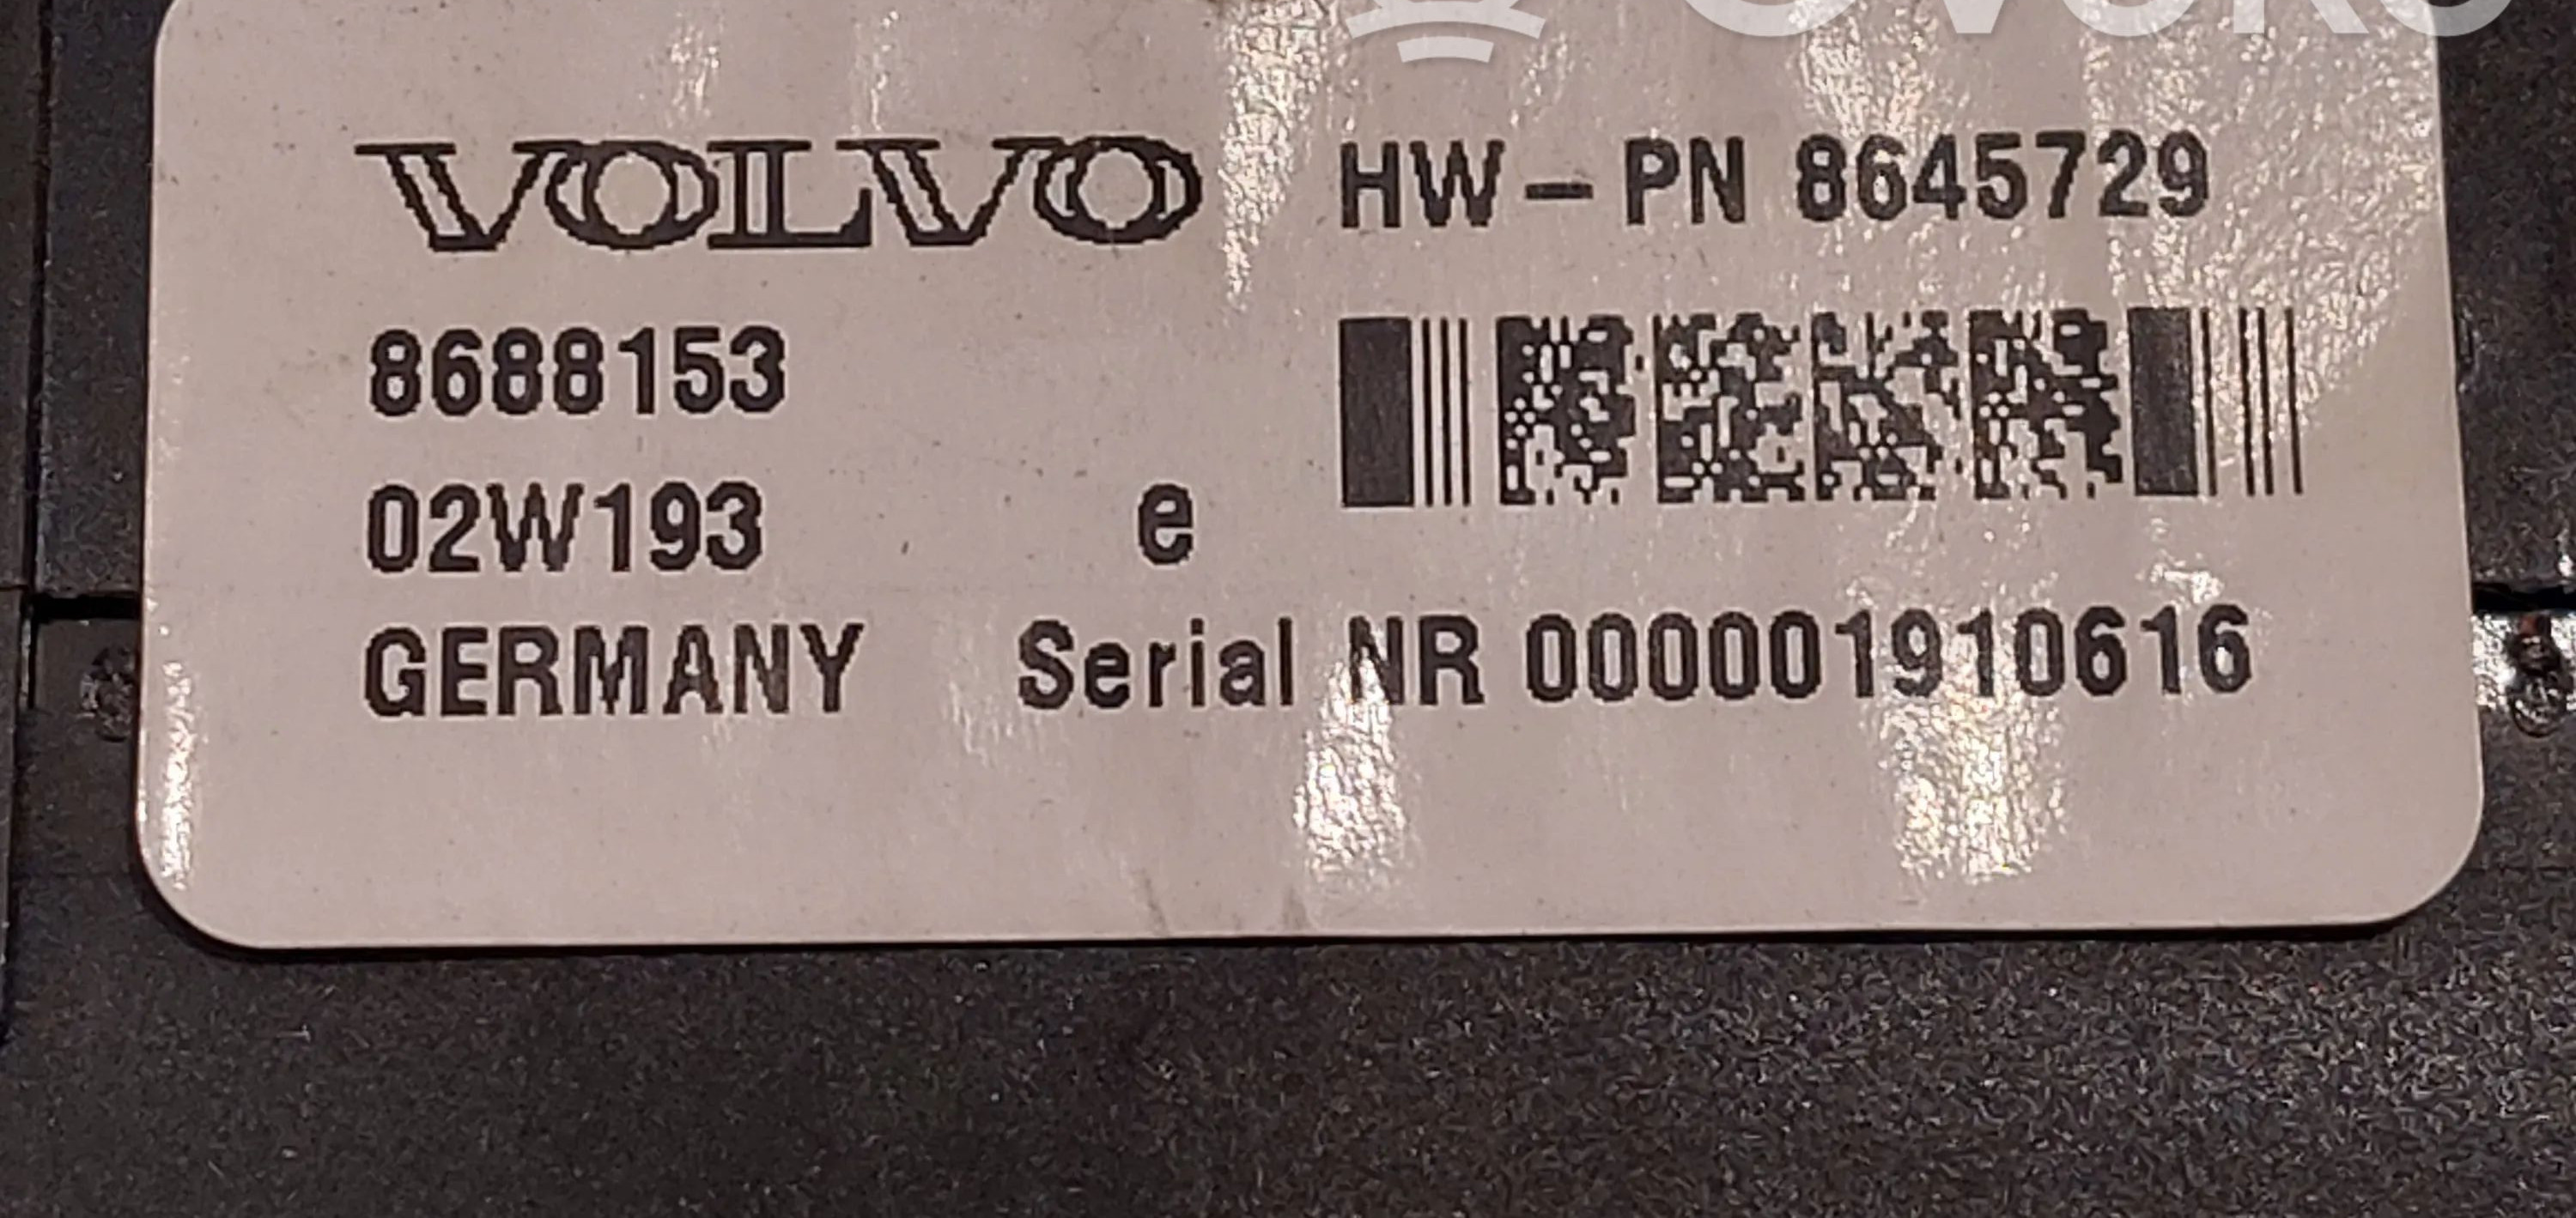 VOLVO HW-PN 8645729
8688153
02W193 e
GERMANY Serial NR 000001910616